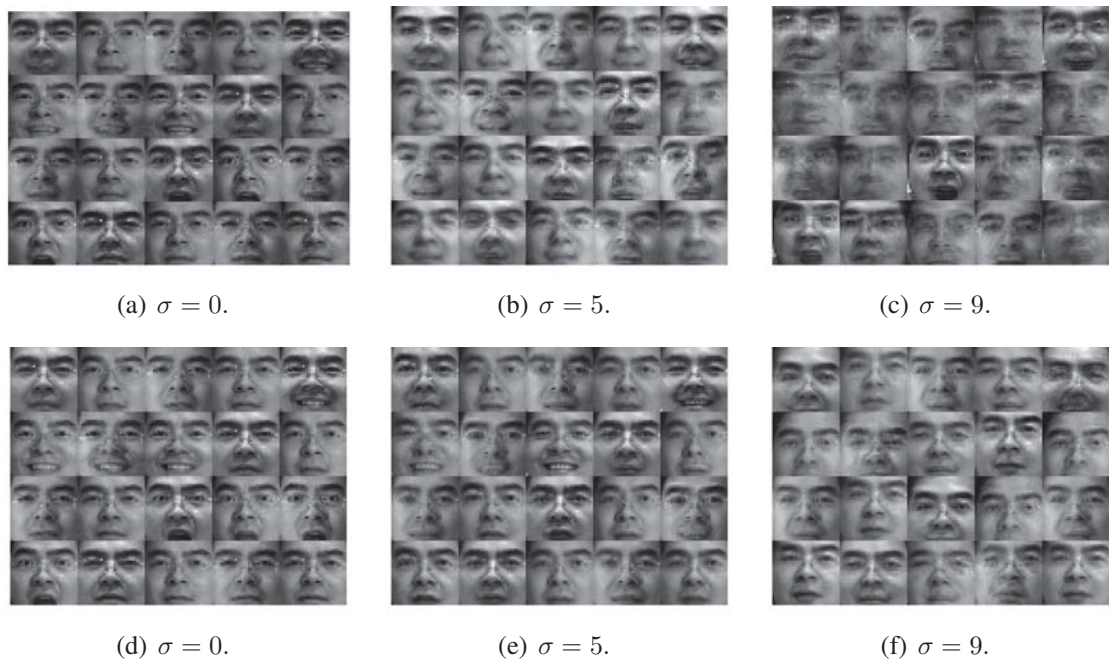 (a) σ = 0.
(b) σ = 5.
(c) σ = 9.
(d) σ = 0.
(e) σ = 5.
(f) σ = 9.